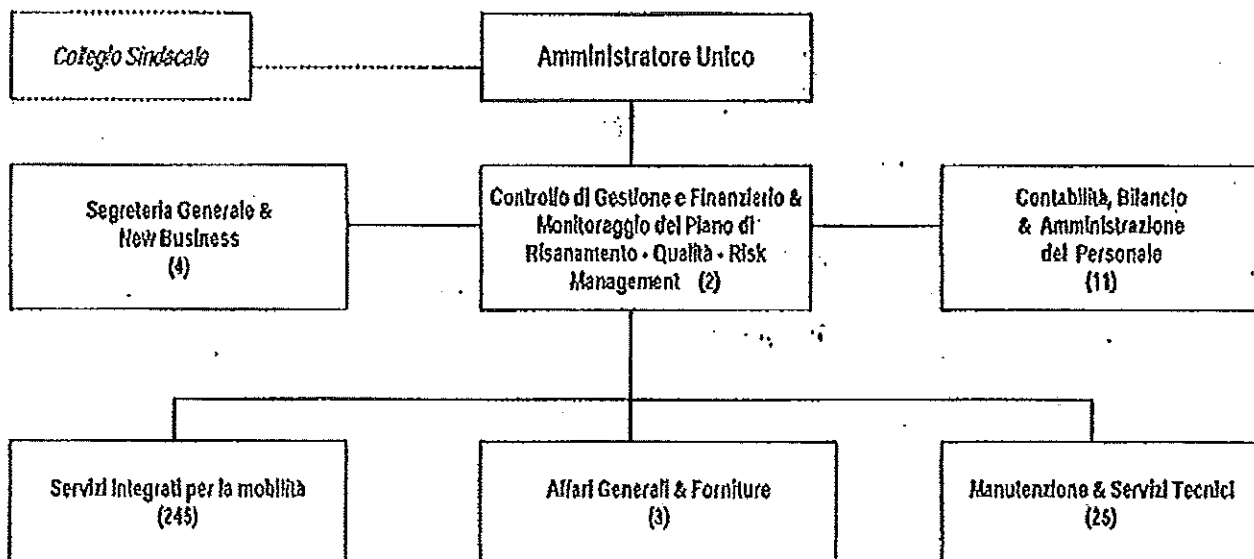 Collegio Sindacale
Amministratore Unico
Segreteria Generale &
New Business
(4)
Controllo di Gestione e Finanziario &
Monitoraggio del Piano di
Risanamento - Qualità - Risk
Management (2)
Contabilità, Bilancio
& Amministrazione
del Personale
(11)
Servizi Integrati per la mobilità
(245)
Affari Generali & Forniture
(3)
Manutenzione & Servizi Tecnici
(25)